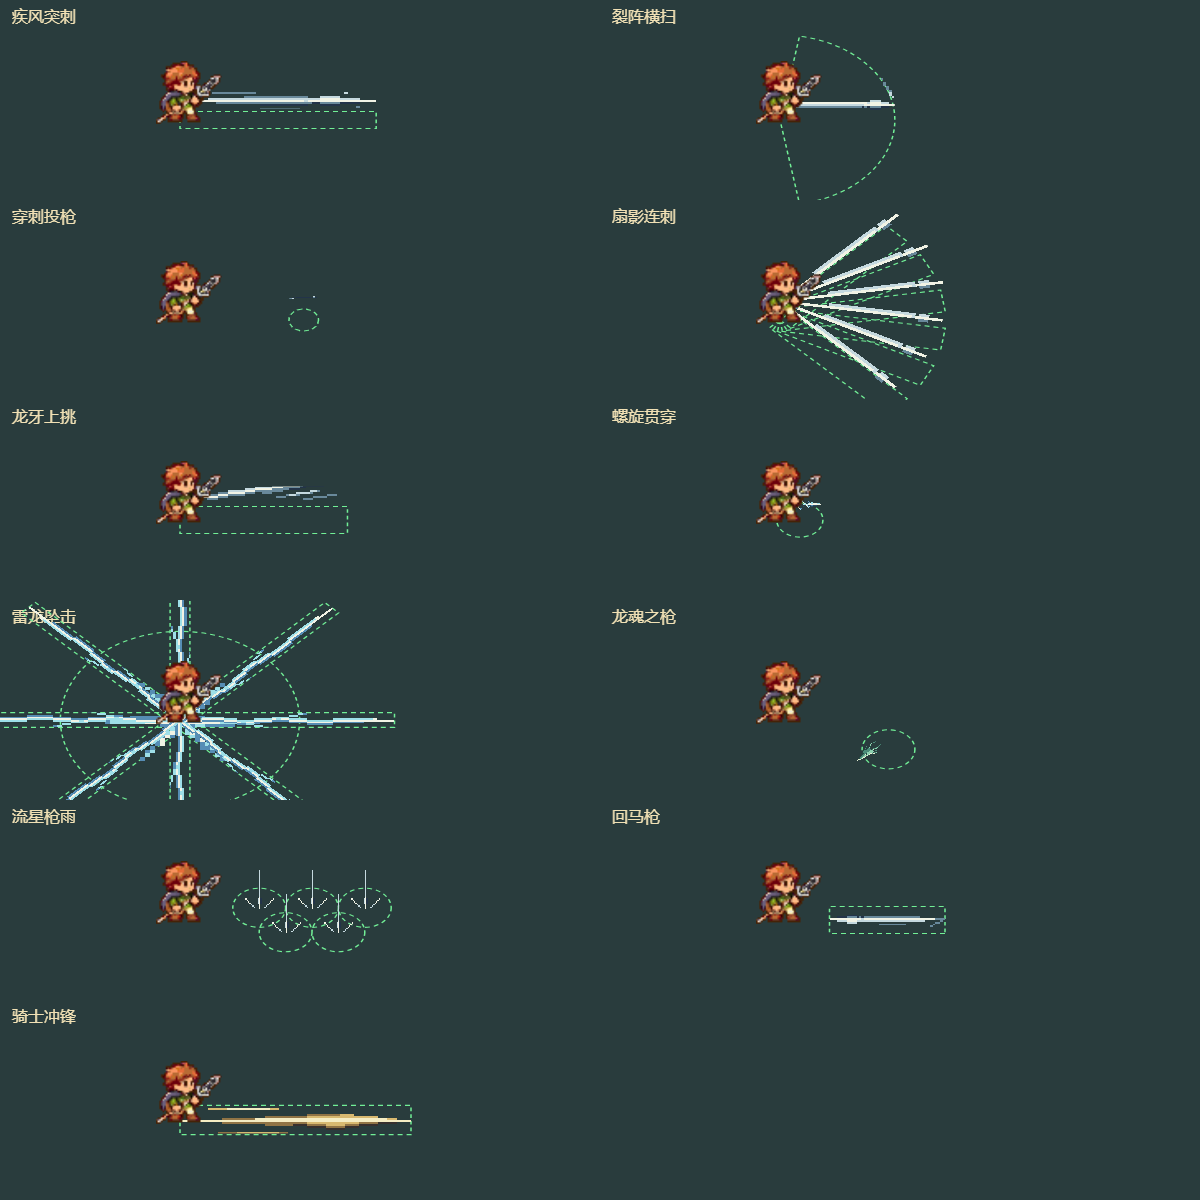 疾风突刺
裂阵横扫
穿刺投枪
扇影连刺
龙牙上挑
螺旋贯穿
雷龙坠击
龙魂之枪
流星枪雨
回马枪
骑士冲锋